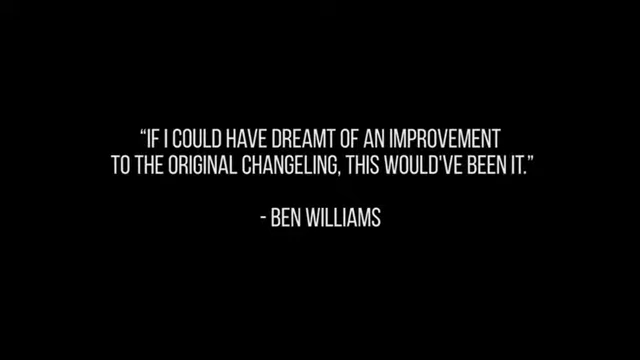 “IF I COULD HAVE DREAMT OF AN IMPROVEMENT
TO THE ORIGINAL CHANGELING, THIS WOULD'VE BEEN IT.”
- BEN WILLIAMS